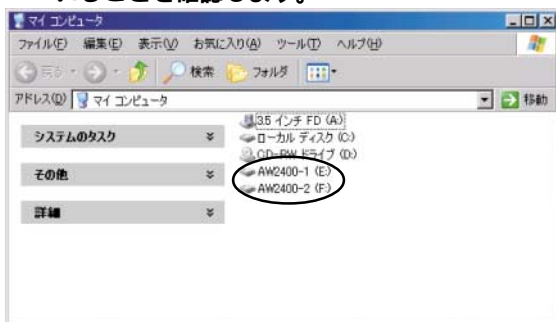 ことを確認します。
マイ コンピュータ
ファイル(F) 編集(E) 表示(V) お気に入り(A) ツール(T) ヘルプ(H)
戻る 検索 フォルダ
アドレス(D) マイ コンピュータ 移動
システムのタスク
その他
詳細
3.5 インチ FD (A:)
ローカル ディスク (C:)
CD-RW ドライブ (D:)
AW2400-1 (E:)
AW2400-2 (F:)